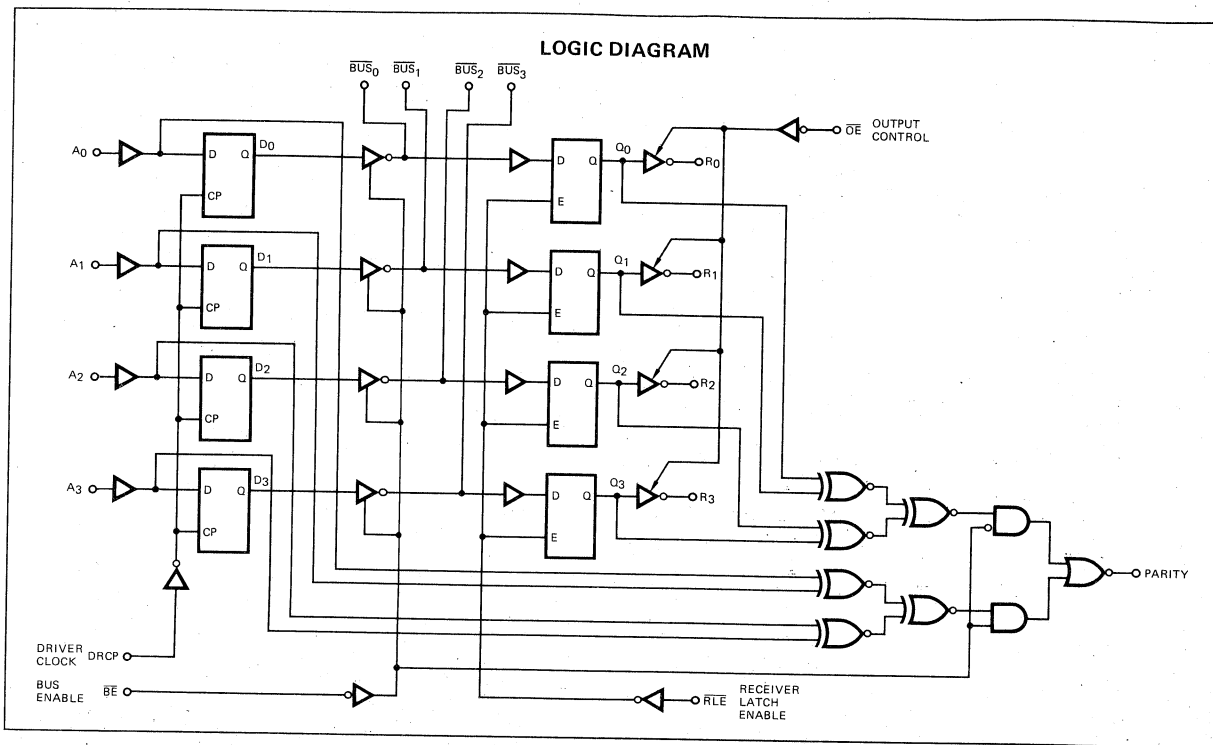 LOGIC DIAGRAM
BUS0 BUS1 BUS2 BUS3
OE OUTPUT CONTROL
A0 D Q D0 D Q Q0 R0
CP E
A1 D Q D1 D Q Q1 R1
CP E
A2 D Q D2 D Q Q2 R2
CP E
A3 D Q D3 D Q Q3 R3
CP E
PARITY
DRIVER
CLOCK DRCP
BUS
ENABLE BE
RLE RECEIVER
LATCH
ENABLE